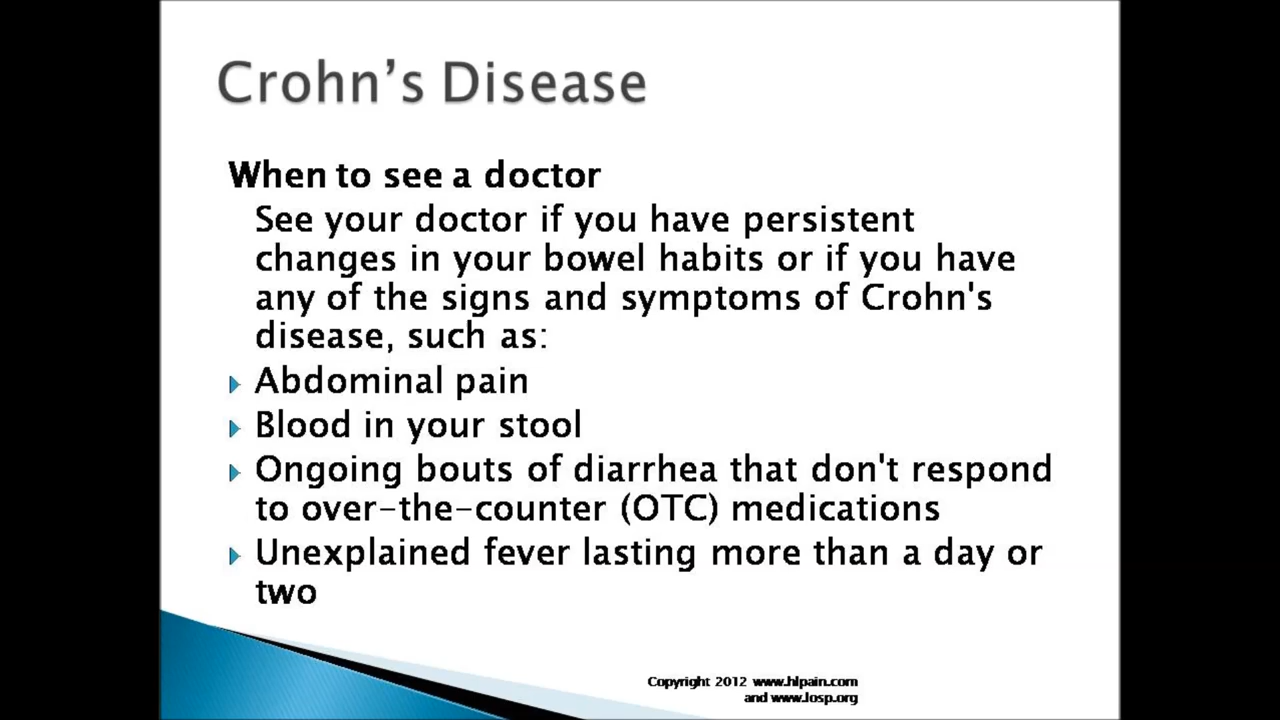 Crohn’s Disease
When to see a doctor
See your doctor if you have persistent
changes in your bowel habits or if you have
any of the signs and symptoms of Crohn's
disease, such as:
Abdominal pain
Blood in your stool
Ongoing bouts of diarrhea that don't respond
to over-the-counter (OTC) medications
Unexplained fever lasting more than a day or
two
Copyright 2012 www.hlpain.com
and www.losp.org